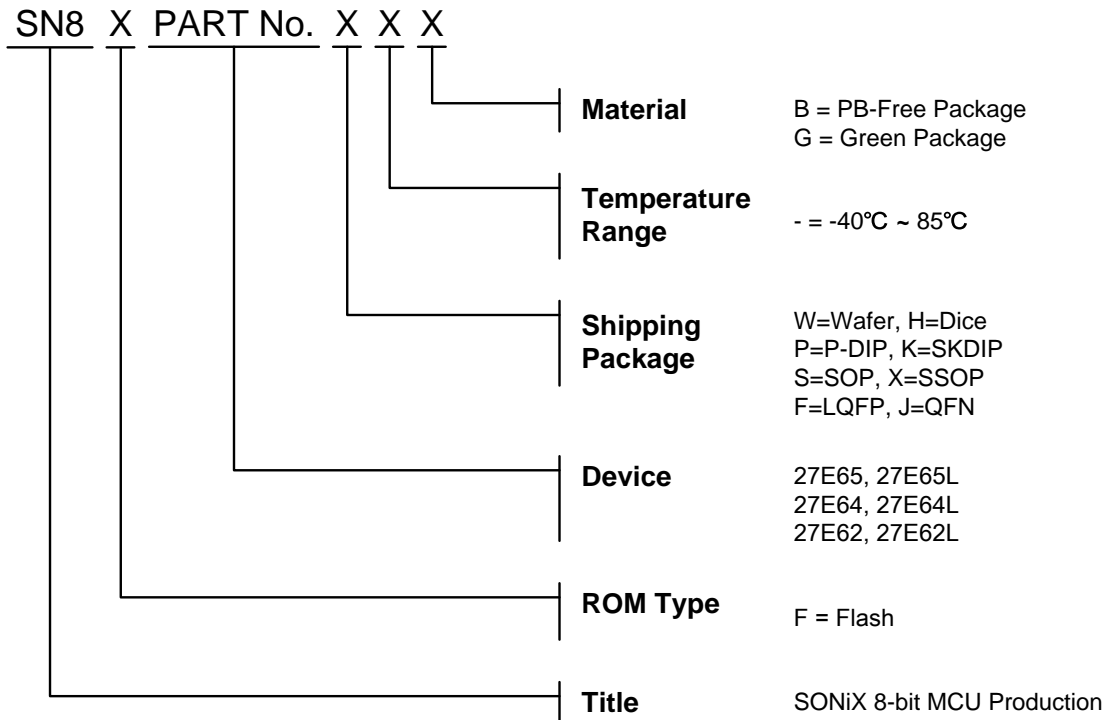 SN8 X PART No. X X X
Material
B = PB-Free Package
G = Green Package
Temperature
Range
- = -40℃ ~ 85℃
Shipping
Package
W=Wafer, H=Dice
P=P-DIP, K=SKDIP
S=SOP, X=SSOP
F=LQFP, J=QFN
Device
27E65, 27E65L
27E64, 27E64L
27E62, 27E62L
ROM Type
F = Flash
Title
SONiX 8-bit MCU Production